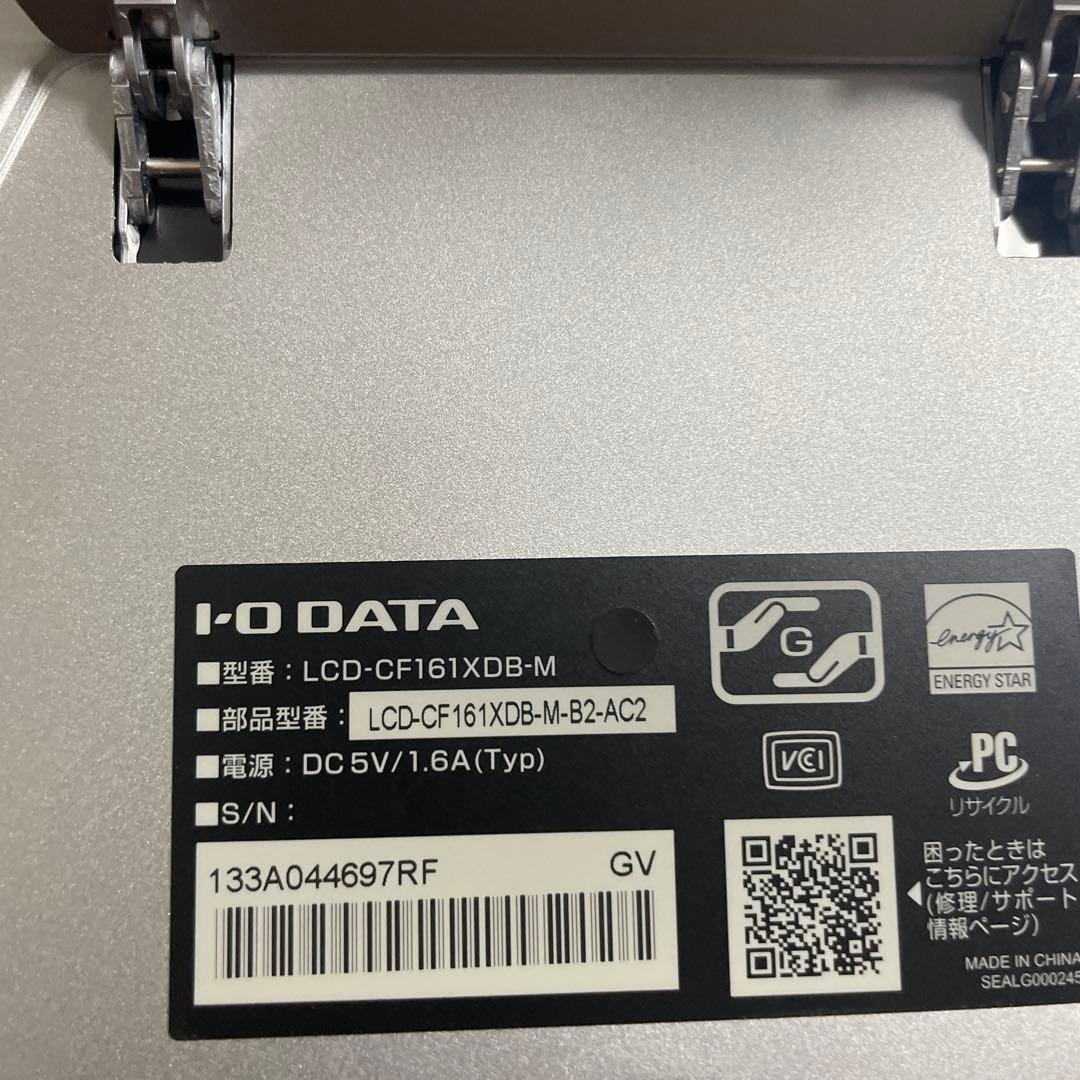 I-O DATA
■型番：LCD-CF161XDB-M
■部品型番：LCD-CF161XDB-M-B2-AC2
■電源：DC 5V/1.6A(Typ)
■S/N：
133A044697RF GV
G
energy
ENERGY STAR
VCCI
PC
リサイクル
困ったときは
こちらにアクセス
(修理/サポート
情報ページ)
MADE IN CHINA
SEALG000245